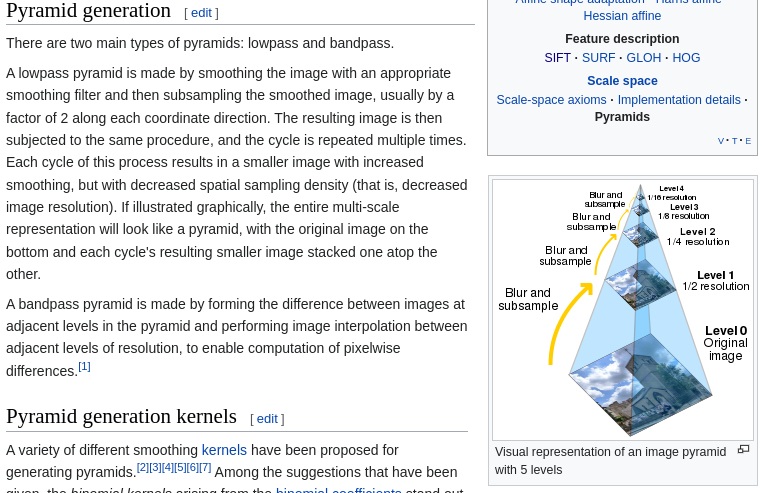 Pyramid generation [ edit ]
There are two main types of pyramids: lowpass and bandpass.
A lowpass pyramid is made by smoothing the image with an appropriate
smoothing filter and then subsampling the smoothed image, usually by a
factor of 2 along each coordinate direction. The resulting image is then
subjected to the same procedure, and the cycle is repeated multiple times.
Each cycle of this process results in a smaller image with increased
smoothing, but with decreased spatial sampling density (that is, decreased
image resolution). If illustrated graphically, the entire multi-scale
representation will look like a pyramid, with the original image on the
bottom and each cycle's resulting smaller image stacked one atop the
other.
A bandpass pyramid is made by forming the difference between images at
adjacent levels in the pyramid and performing image interpolation between
adjacent levels of resolution, to enable computation of pixelwise
differences.[1]
Pyramid generation kernels [ edit ]
A variety of different smoothing kernels have been proposed for
generating pyramids.[2][3][4][5][6][7] Among the suggestions that have been
given, the binomial kernels arising from the binomial coefficients stand out
Affine shape adaptation · Harris affine
Hessian affine
Feature description
SIFT · SURF · GLOH · HOG
Scale space
Scale-space axioms · Implementation details ·
Pyramids
V · T · E
Level 4
1/16 resolution
Blur and
subsample
Level 3
1/8 resolution
Blur and
subsample
Level 2
1/4 resolution
Blur and
subsample
Level 1
1/2 resolution
Blur and
subsample
Level 0
Original
image
Visual representation of an image pyramid
with 5 levels